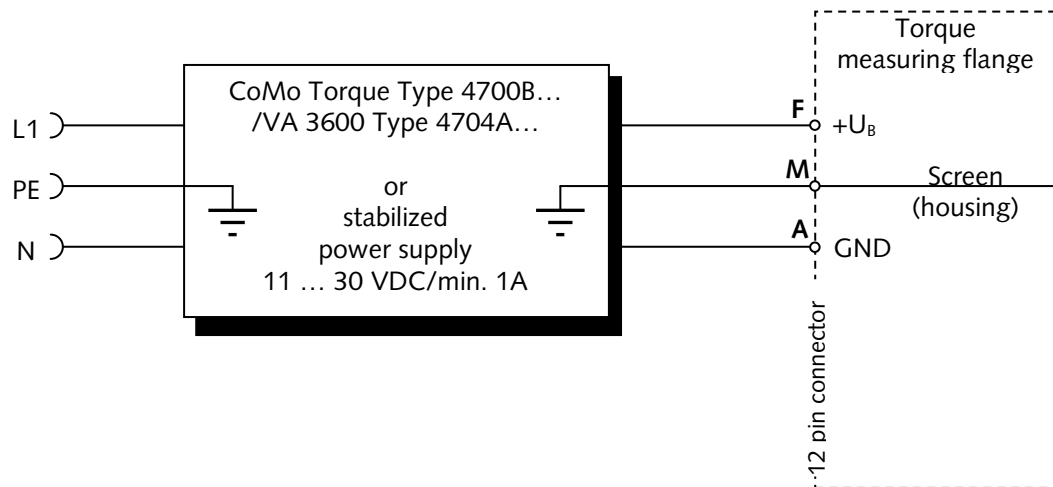 Torque
measuring flange
CoMo Torque Type 4700B…
/VA 3600 Type 4704A…
L1
F
+UB
PE
or
M
Screen
(housing)
stabilized
N
power supply
A
GND
11 … 30 VDC/min. 1A
12 pin connector